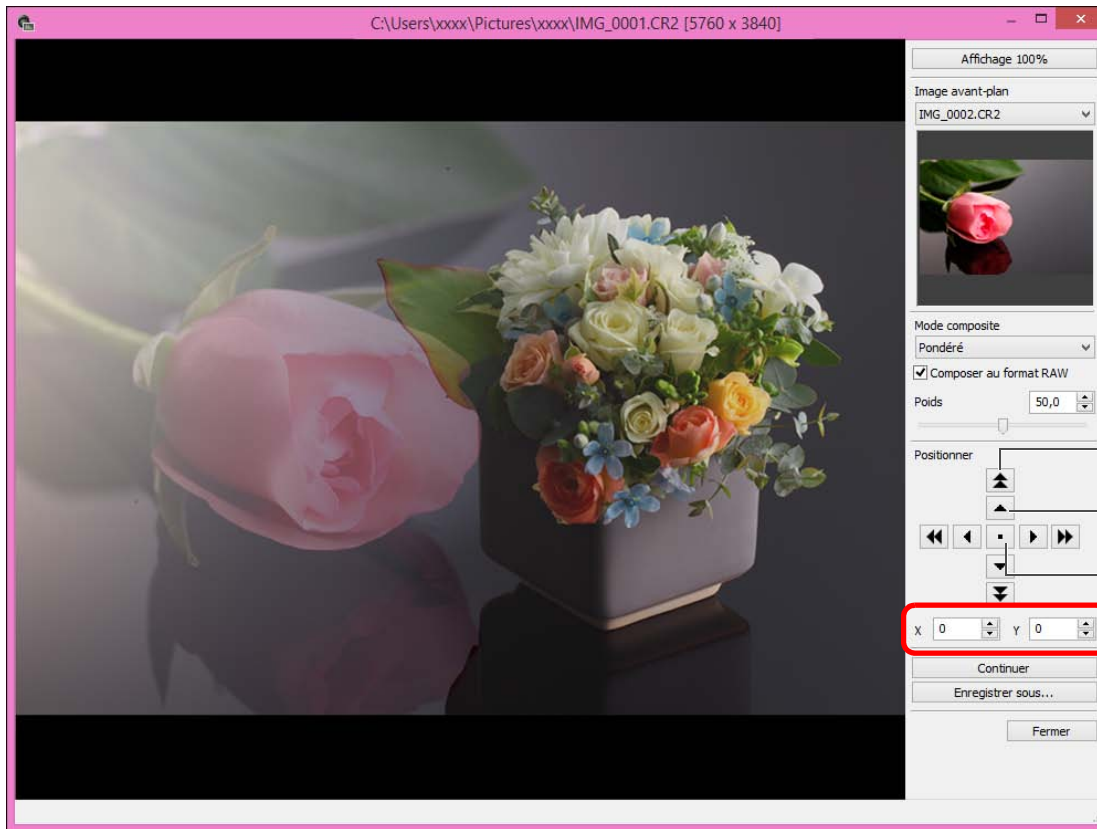 C:\Users\xxxx\Pictures\xxxx\IMG_0001.CR2 [5760 x 3840]
Affichage 100%
Image avant-plan
IMG_0002.CR2
Mode composite
Pondéré
Composer au format RAW
Poids 50,0
Positionner
X 0 Y 0
Continuer
Enregistrer sous...
Fermer